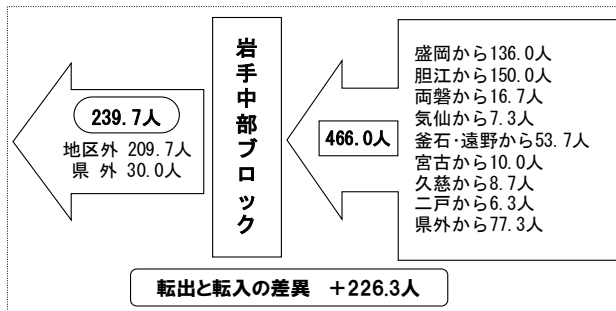 239.7人
地区外 209.7人
県 外 30.0人
岩手中部ブロック
466.0人
盛岡から136.0人
胆江から150.0人
両磐から16.7人
気仙から7.3人
釜石・遠野から53.7人
宮古から10.0人
久慈から8.7人
二戸から6.3人
県外から77.3人
転出と転入の差異 +226.3人